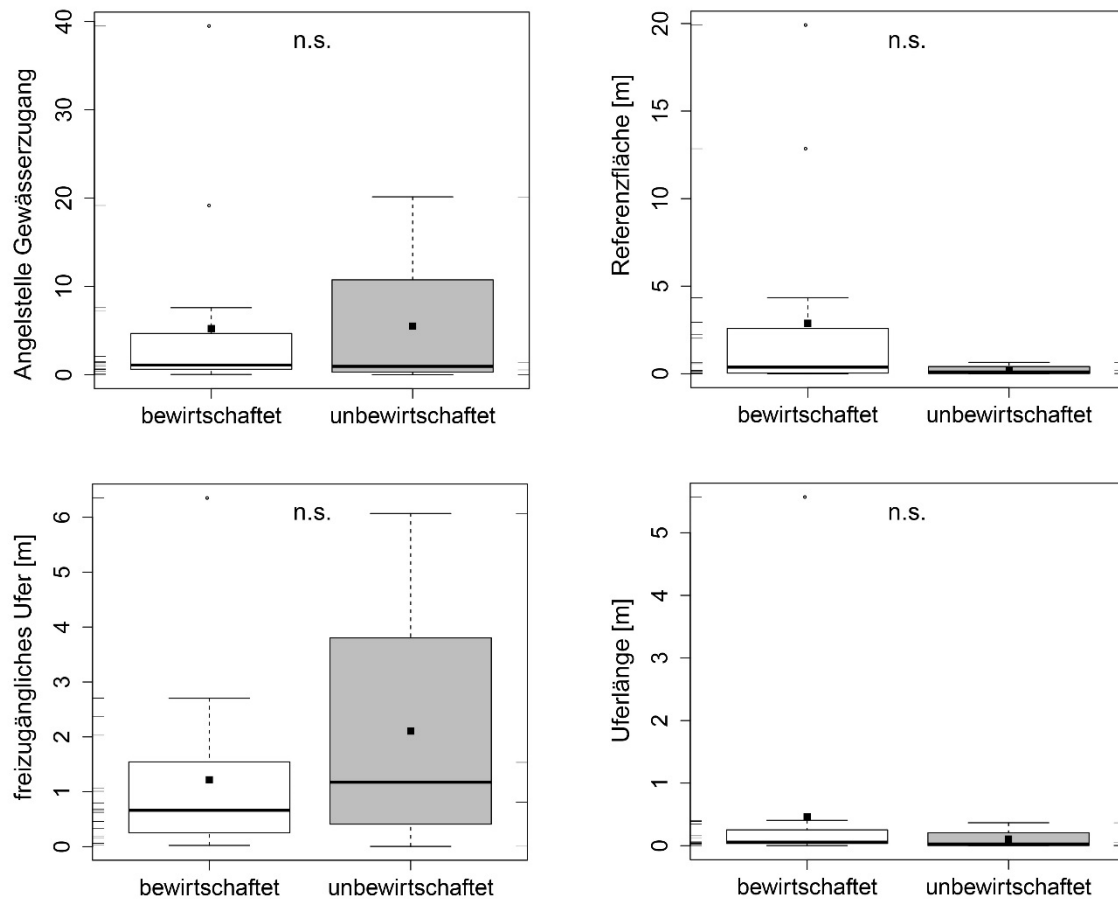 Angelstelle Gewässerzugang
40
30
20
10
0
n.s.
bewirtschaftet
unbewirtschaftet
Referenzfläche [m]
20
15
10
5
0
n.s.
bewirtschaftet
unbewirtschaftet
freizugängliches Ufer [m]
6
5
4
3
2
1
0
n.s.
bewirtschaftet
unbewirtschaftet
Uferlänge [m]
5
4
3
2
1
0
n.s.
bewirtschaftet
unbewirtschaftet